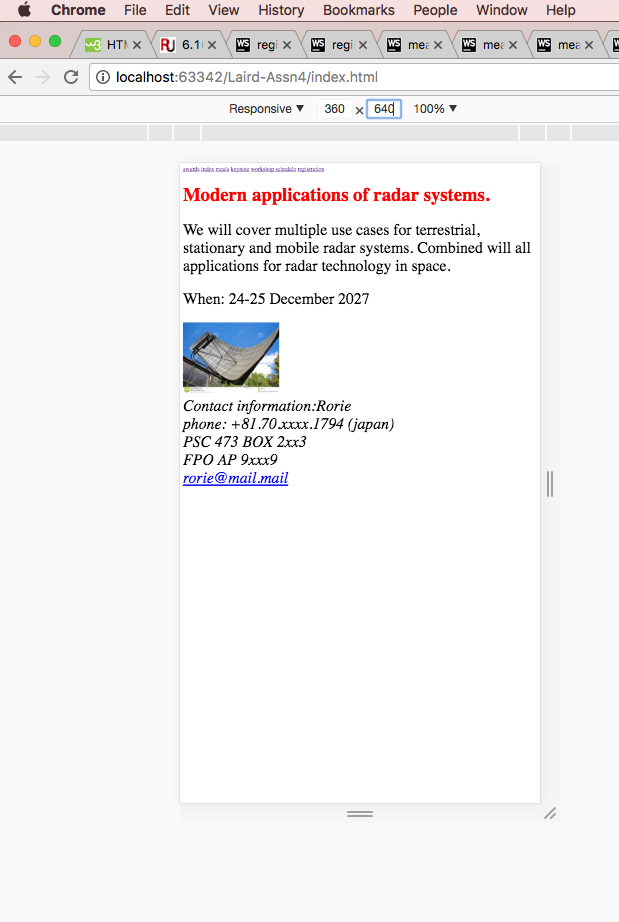 Chrome File Edit View History Bookmarks People Window Help
HTM 6.1 regi regi mea mea mea
localhost:63342/Laird-Assn4/index.html
Responsive ▼ 360 × 640 100% ▼
awards index meals keynote workshop schedule registration
Modern applications of radar systems.
We will cover multiple use cases for terrestrial,
stationary and mobile radar systems. Combined will all
applications for radar technology in space.
When: 24-25 December 2027
Contact information:Rorie
phone: +81.70.xxxx.1794 (japan)
PSC 473 BOX 2xx3
FPO AP 9xxx9
rorie@mail.mail